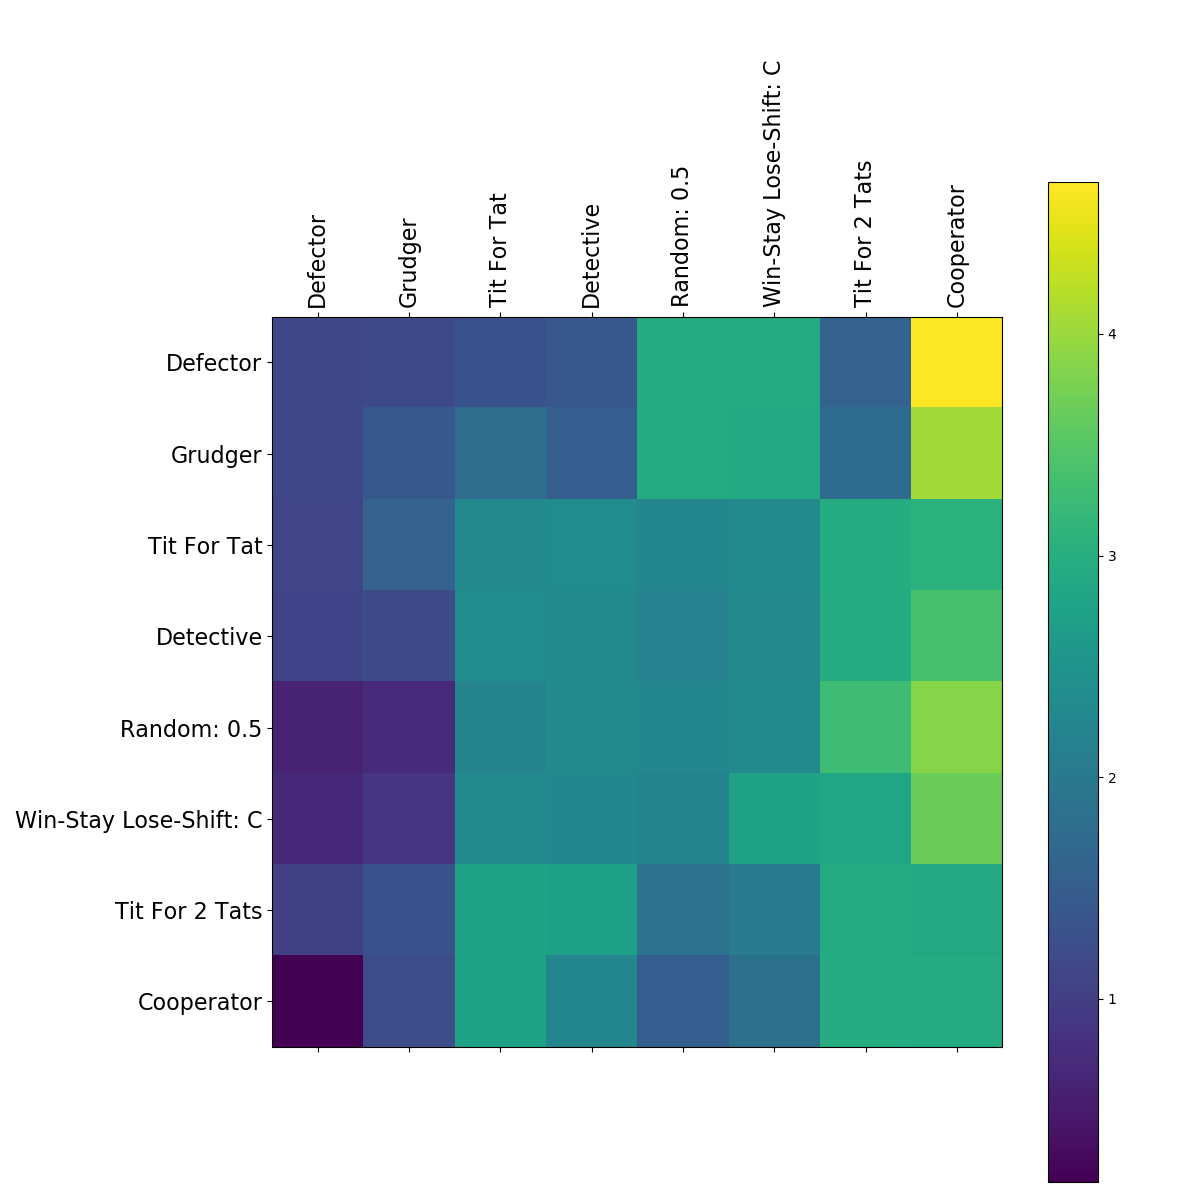 Defector
Grudger
Tit For Tat
Detective
Random: 0.5
Win-Stay Lose-Shift: C
Tit For 2 Tats
Cooperator
Defector
Grudger
Tit For Tat
Detective
Random: 0.5
Win-Stay Lose-Shift: C
Tit For 2 Tats
Cooperator
4
3
2
1